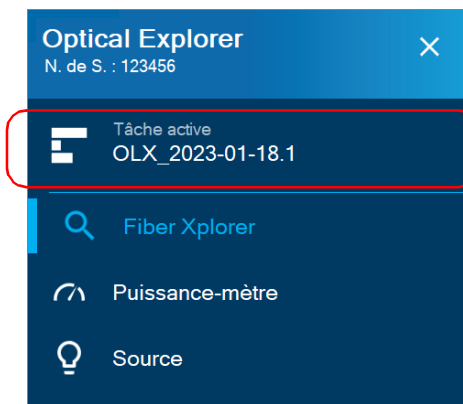 Optical Explorer
N. de S. : 123456
Tâche active
OLX_2023-01-18.1
Fiber Xplorer
Puissance-mètre
Source